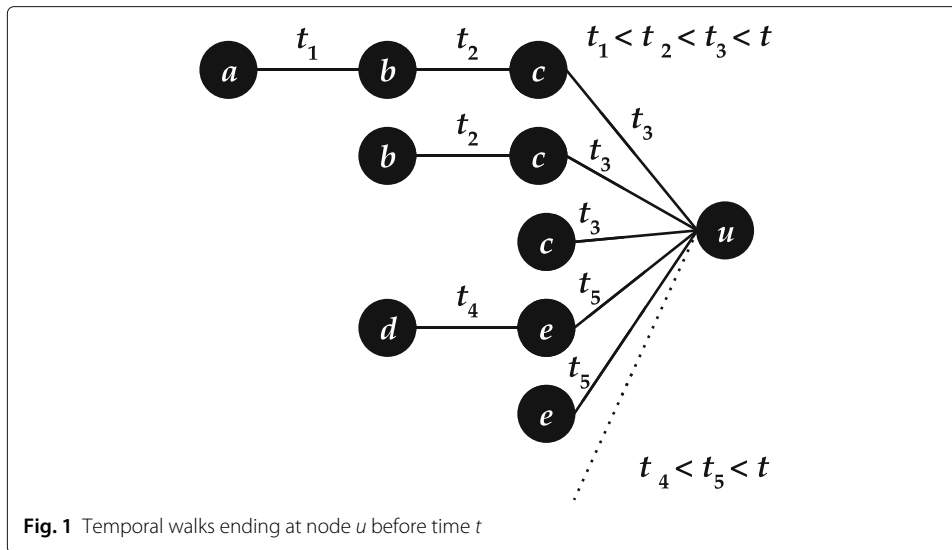 t₁ t₂ t₁ < t₂ < t₃ < t
a b c
t₃
t₂ t₃
b c
t₃
c u
t₄ t₅
d e
t₅
e
t₄ < t₅ < t
Fig. 1 Temporal walks ending at node u before time t